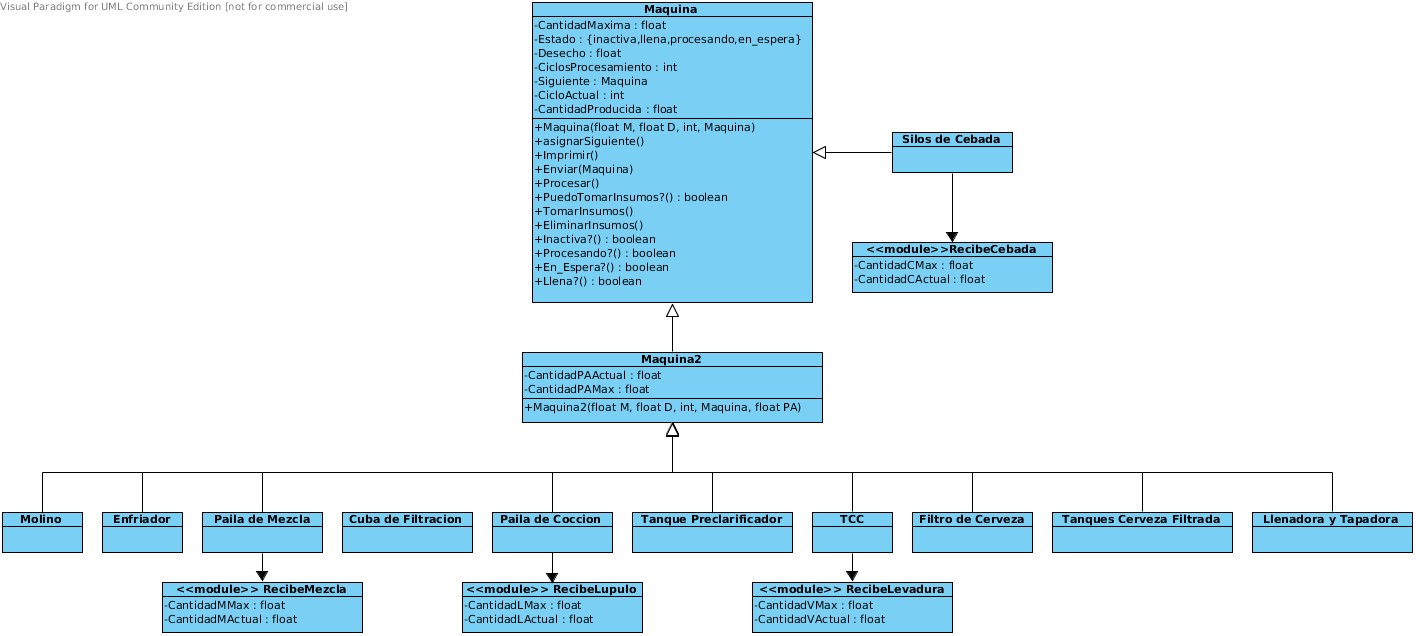 Visual Paradigm for UML Community Edition [not for commercial use]
Maquina
-CantidadMaxima : float
-Estado : {inactiva,llena,procesando,en_espera}
-Desecho : float
-CiclosProcesamiento : int
-Siguiente : Maquina
-CicloActual : int
-CantidadProducida : float
+Maquina(float M, float D, int, Maquina)
+asignarSiguiente()
+Imprimir()
+Enviar(Maquina)
+Procesar()
+PuedoTomarInsumos?() : boolean
+TomarInsumos()
+EliminarInsumos()
+Inactiva?() : boolean
+Procesando?() : boolean
+En_Espera?() : boolean
+Llena?() : boolean
Silos de Cebada
<<module>>RecibeCebada
-CantidadCMax : float
-CantidadCActual : float
Maquina2
-CantidadPAActual : float
-CantidadPAMax : float
+Maquina2(float M, float D, int, Maquina, float PA)
Molino
Enfriador
Paila de Mezcla
Cuba de Filtracion
Paila de Coccion
Tanque Preclarificador
TCC
Filtro de Cerveza
Tanques Cerveza Filtrada
Llenadora y Tapadora
<<module>> RecibeMezcla
-CantidadMMax : float
-CantidadMActual : float
<<module>> RecibeLupulo
-CantidadLMax : float
-CantidadLActual : float
<<module>> RecibeLevadura
-CantidadVMax : float
-CantidadVActual : float